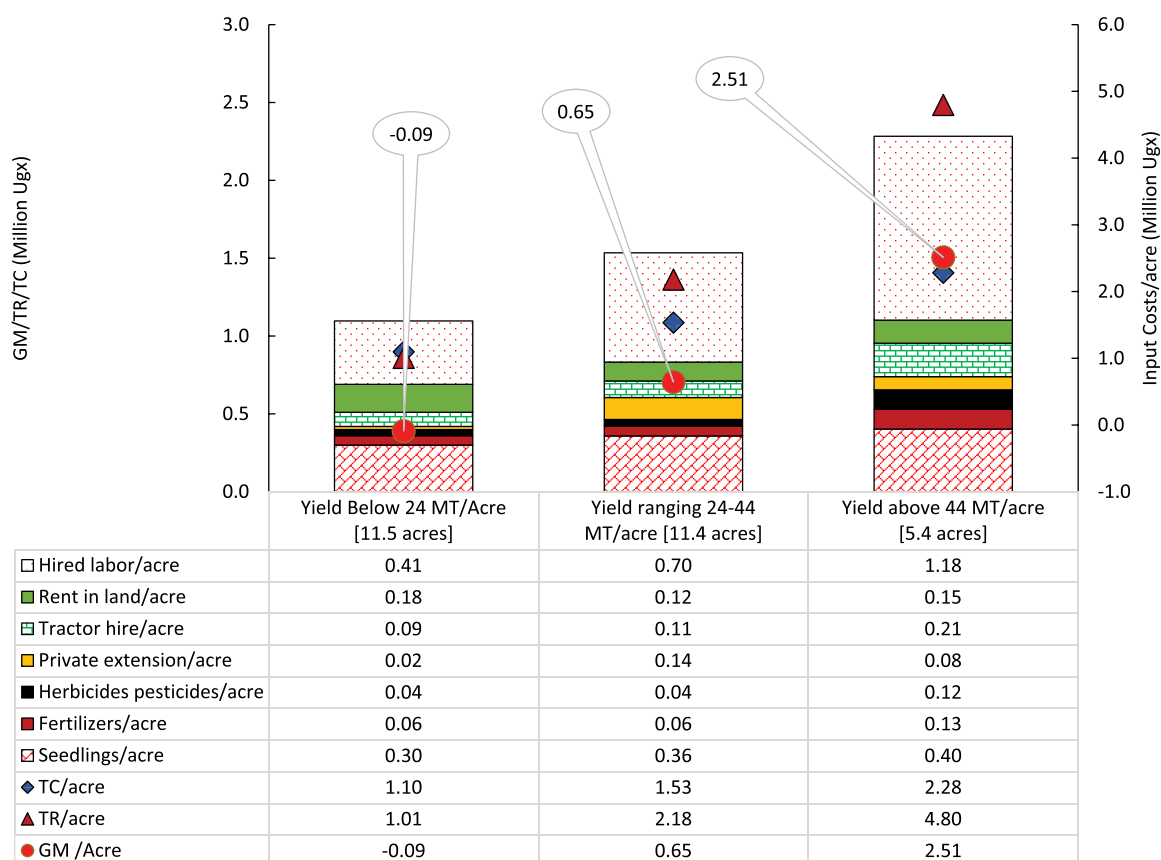 3.0
2.5
2.0
1.5
1.0
0.5
0.0
GM/TR/TC (Million Ugx)
6.0
5.0
4.0
3.0
2.0
1.0
0.0
-1.0
Input Costs/acre (Million Ugx)
-0.09
0.65
2.51
Yield Below 24 MT/Acre
[11.5 acres]
Yield ranging 24-44
MT/acre [11.4 acres]
Yield above 44 MT/acre
[5.4 acres]
Hired labor/acre 0.41 0.70 1.18
Rent in land/acre 0.18 0.12 0.15
Tractor hire/acre 0.09 0.11 0.21
Private extension/acre 0.02 0.14 0.08
Herbicides pesticides/acre 0.04 0.04 0.12
Fertilizers/acre 0.06 0.06 0.13
Seedlings/acre 0.30 0.36 0.40
TC/acre 1.10 1.53 2.28
TR/acre 1.01 2.18 4.80
GM /Acre -0.09 0.65 2.51